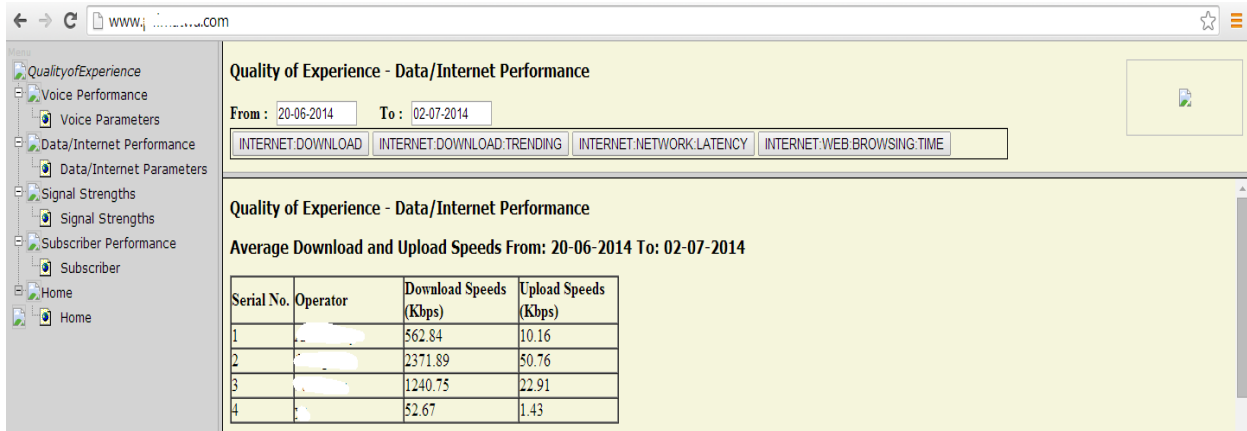 www.
.com
Menu
QualityofExperience
Voice Performance
Voice Parameters
Data/Internet Performance
Data/Internet Parameters
Signal Strengths
Signal Strengths
Subscriber Performance
Subscriber
Home
Home
Quality of Experience - Data/Internet Performance
From : 20-06-2014 To : 02-07-2014
INTERNET:DOWNLOAD INTERNET:DOWNLOAD:TRENDING INTERNET:NETWORK:LATENCY INTERNET:WEB:BROWSING:TIME
Quality of Experience - Data/Internet Performance
Average Download and Upload Speeds From: 20-06-2014 To: 02-07-2014
Serial No. Operator Download Speeds (Kbps) Upload Speeds (Kbps)
1 562.84 10.16
2 2371.89 50.76
3 1240.75 22.91
4 52.67 1.43